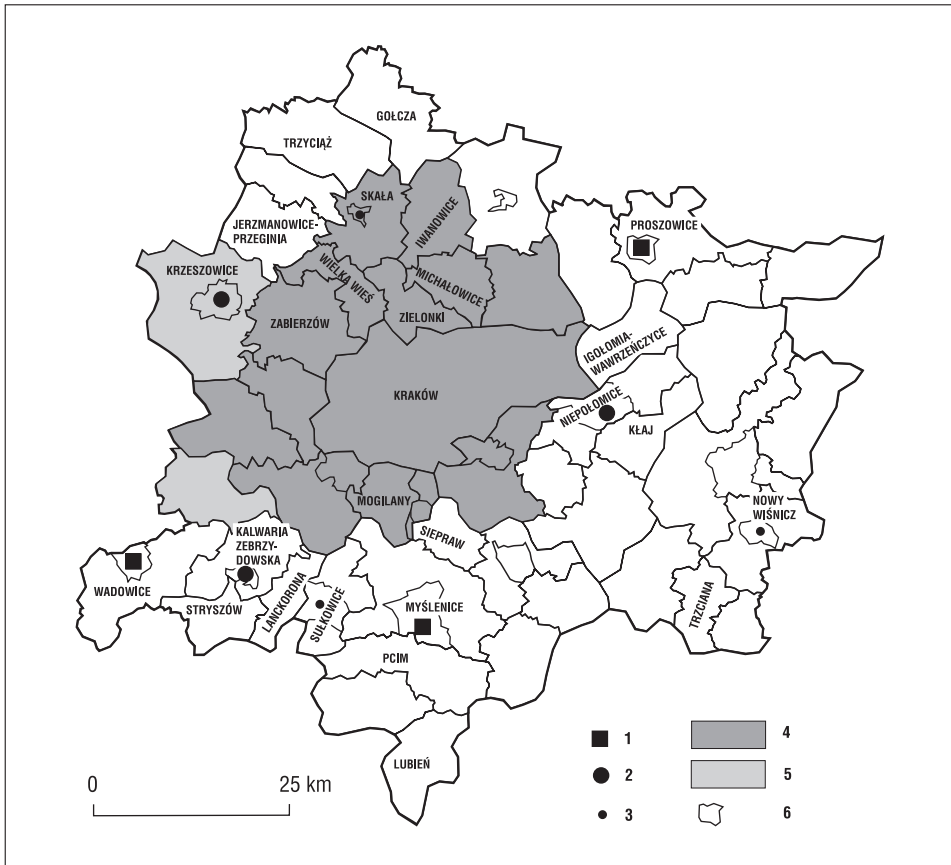 GOŁCZA
TRZYCIĄŻ
SKAŁA
IWANOWICE
JERZMANOWICE-
PRZEGINIA
PROSZOWICE
KRZESZOWICE
WIELKA WIEŚ
MICHAŁOWICE
ZABIERZÓW
ZIELONKI
IGOŁOMIA-
WAWRZEŃCZYCE
KRAKÓW
NIEPOŁOMICE
KŁAJ
MOGILANY
NOWY
WIŚNICZ
SIEPRAW
KALWARIA
ZEBRZY-
DOWSKA
WADOWICE
STRYSZÓW
LANCKORONA
SUŁKOWICE
MYŚLENICE
TRZCIANA
PCIM
LUBIEŃ
0 25 km
1 4
2 5
3 6